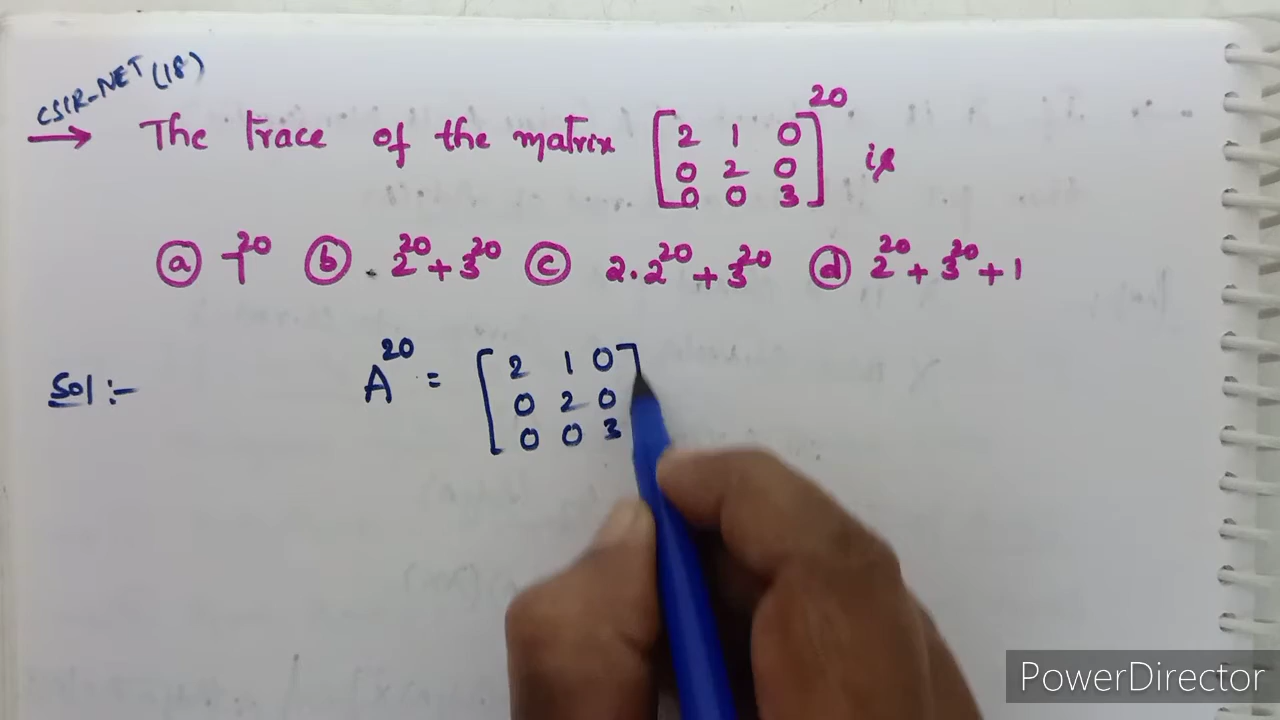 CSIR-NET (18)
→ The trace of the matrix [2 1 0
0 2 0
0 0 3]^20 is
(a) 7^20 (b) . 2^20 + 3^20 (c) 2 . 2^20 + 3^20 (d) 2^20 + 3^20 + 1
Sol :- A^20 = [2 1 0
0 2 0
0 0 3
PowerDirector